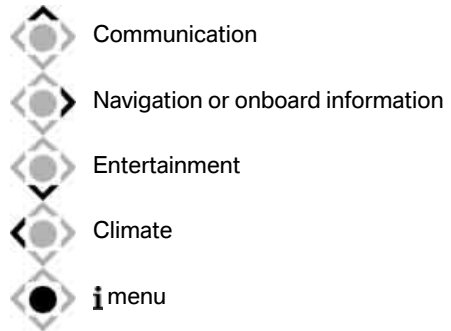 Communication
Navigation or onboard information
Entertainment
Climate
i menu